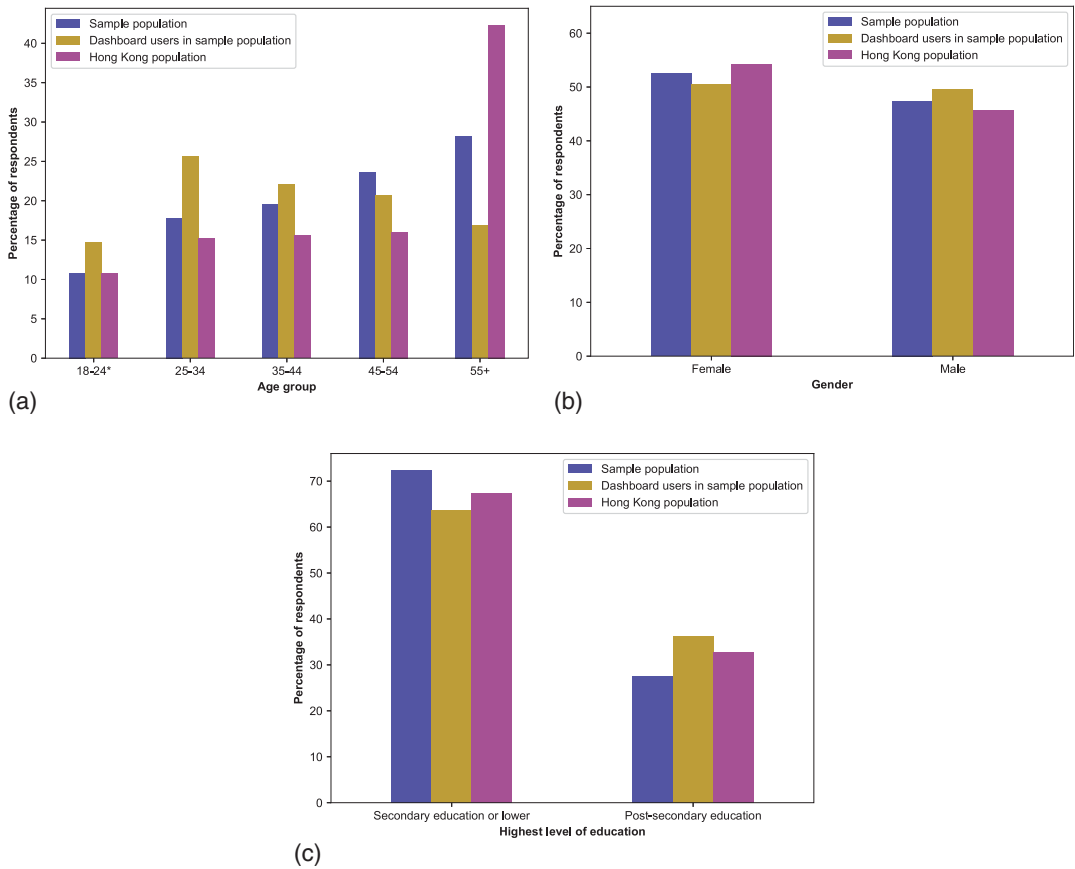 Sample population
Dashboard users in sample population
Hong Kong population
Percentage of respondents
40
35
30
25
20
15
10
5
0
18-24*
25-34
35-44
45-54
55+
Age group
(a)
Sample population
Dashboard users in sample population
Hong Kong population
Percentage of respondents
60
50
40
30
20
10
0
Female
Male
Gender
(b)
Sample population
Dashboard users in sample population
Hong Kong population
Percentage of respondents
70
60
50
40
30
20
10
0
Secondary education or lower
Post-secondary education
Highest level of education
(c)